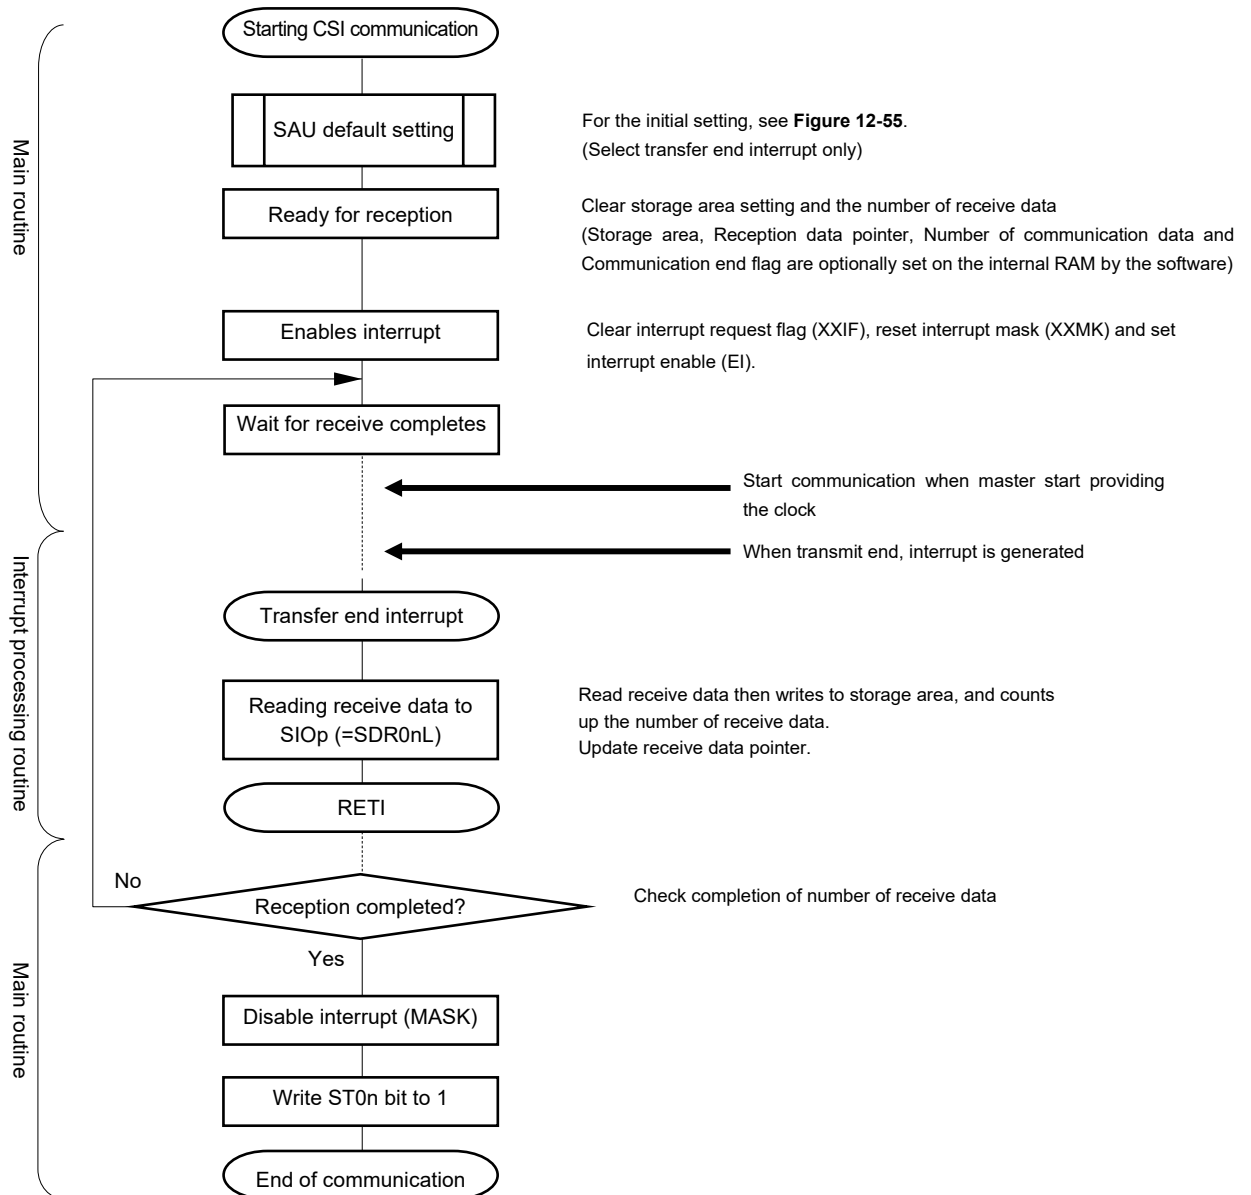 Starting CSI communication
Main routine
SAU default setting
For the initial setting, see Figure 12-55.
(Select transfer end interrupt only)
Ready for reception
Clear storage area setting and the number of receive data
(Storage area, Reception data pointer, Number of communication data and
Communication end flag are optionally set on the internal RAM by the software)
Enables interrupt
Clear interrupt request flag (XXIF), reset interrupt mask (XXMK) and set
interrupt enable (EI).
Wait for receive completes
Start communication when master start providing
the clock
When transmit end, interrupt is generated
Interrupt processing routine
Transfer end interrupt
Reading receive data to
SIOp (=SDR0nL)
Read receive data then writes to storage area, and counts
up the number of receive data.
Update receive data pointer.
RETI
No
Reception completed?
Check completion of number of receive data
Yes
Main routine
Disable interrupt (MASK)
Write ST0n bit to 1
End of communication